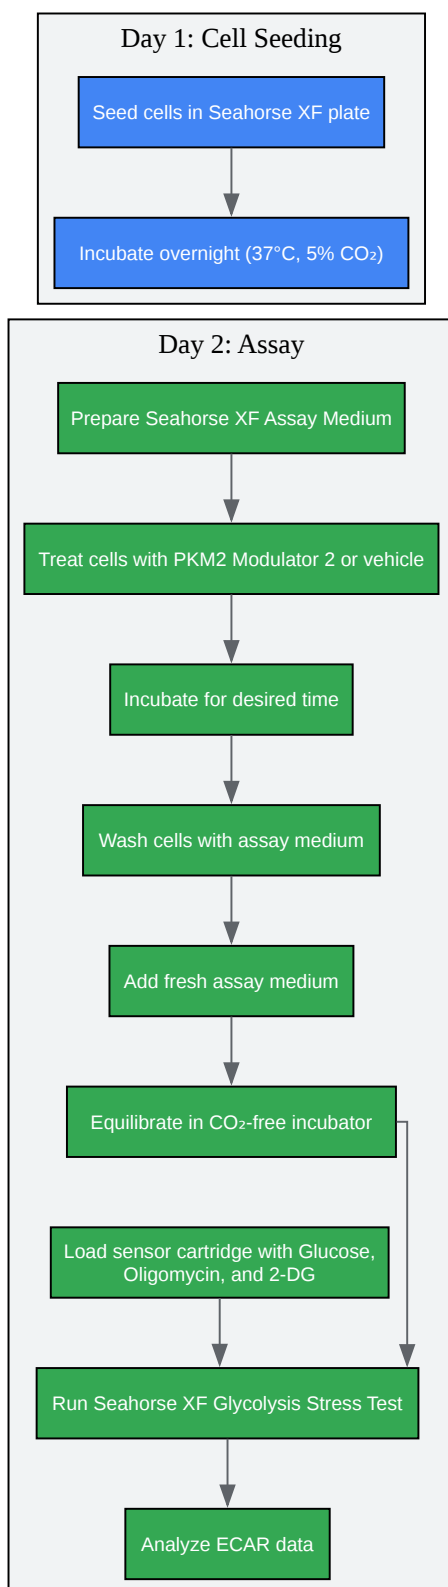 Day 1: Cell Seeding
Seed cells in Seahorse XF plate
Incubate overnight (37°C, 5% CO₂)
Day 2: Assay
Prepare Seahorse XF Assay Medium
Treat cells with PKM2 Modulator 2 or vehicle
Incubate for desired time
Wash cells with assay medium
Add fresh assay medium
Equilibrate in CO₂-free incubator
Load sensor cartridge with Glucose,
Oligomycin, and 2-DG
Run Seahorse XF Glycolysis Stress Test
Analyze ECAR data